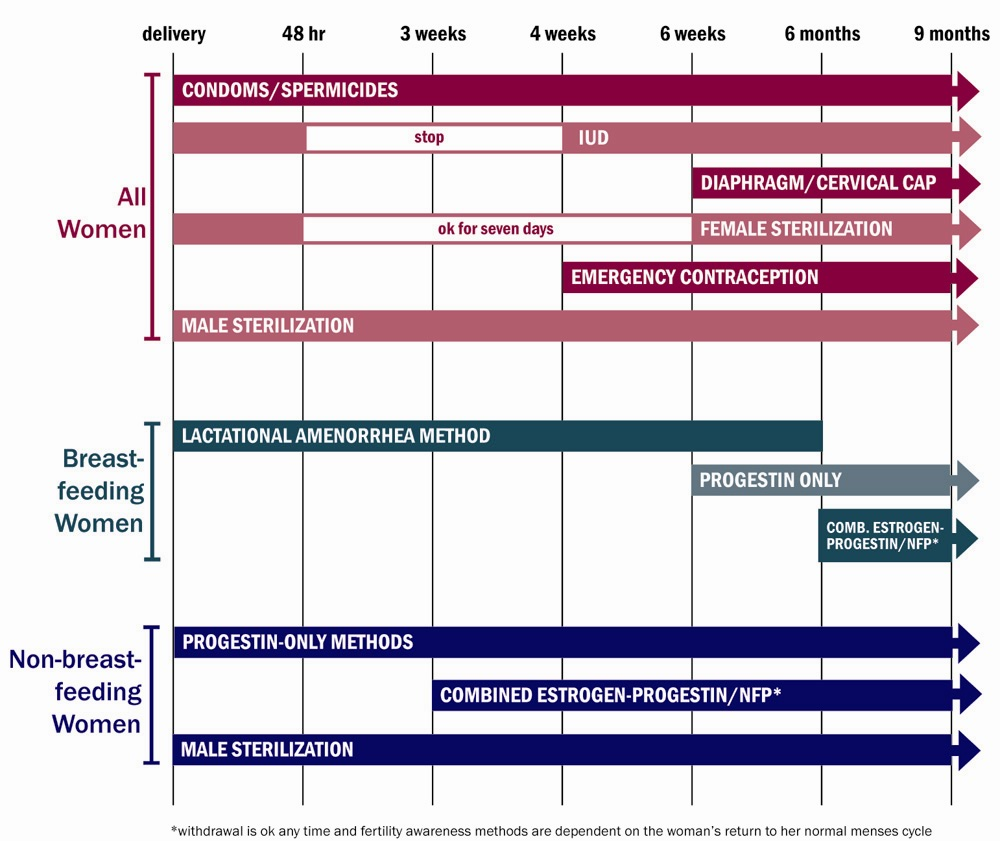 delivery 48 hr 3 weeks 4 weeks 6 weeks 6 months 9 months
All
Women
CONDOMS/SPERMICIDES
stop IUD
DIAPHRAGM/CERVICAL CAP
ok for seven days FEMALE STERILIZATION
EMERGENCY CONTRACEPTION
MALE STERILIZATION
Breast-
feeding
Women
LACTATIONAL AMENORRHEA METHOD
PROGESTIN ONLY
COMB. ESTROGEN-
PROGESTIN/NFP*
Non-breast-
feeding
Women
PROGESTIN-ONLY METHODS
COMBINED ESTROGEN-PROGESTIN/NFP*
MALE STERILIZATION
*withdrawal is ok any time and fertility awareness methods are dependent on the woman's return to her normal menses cycle